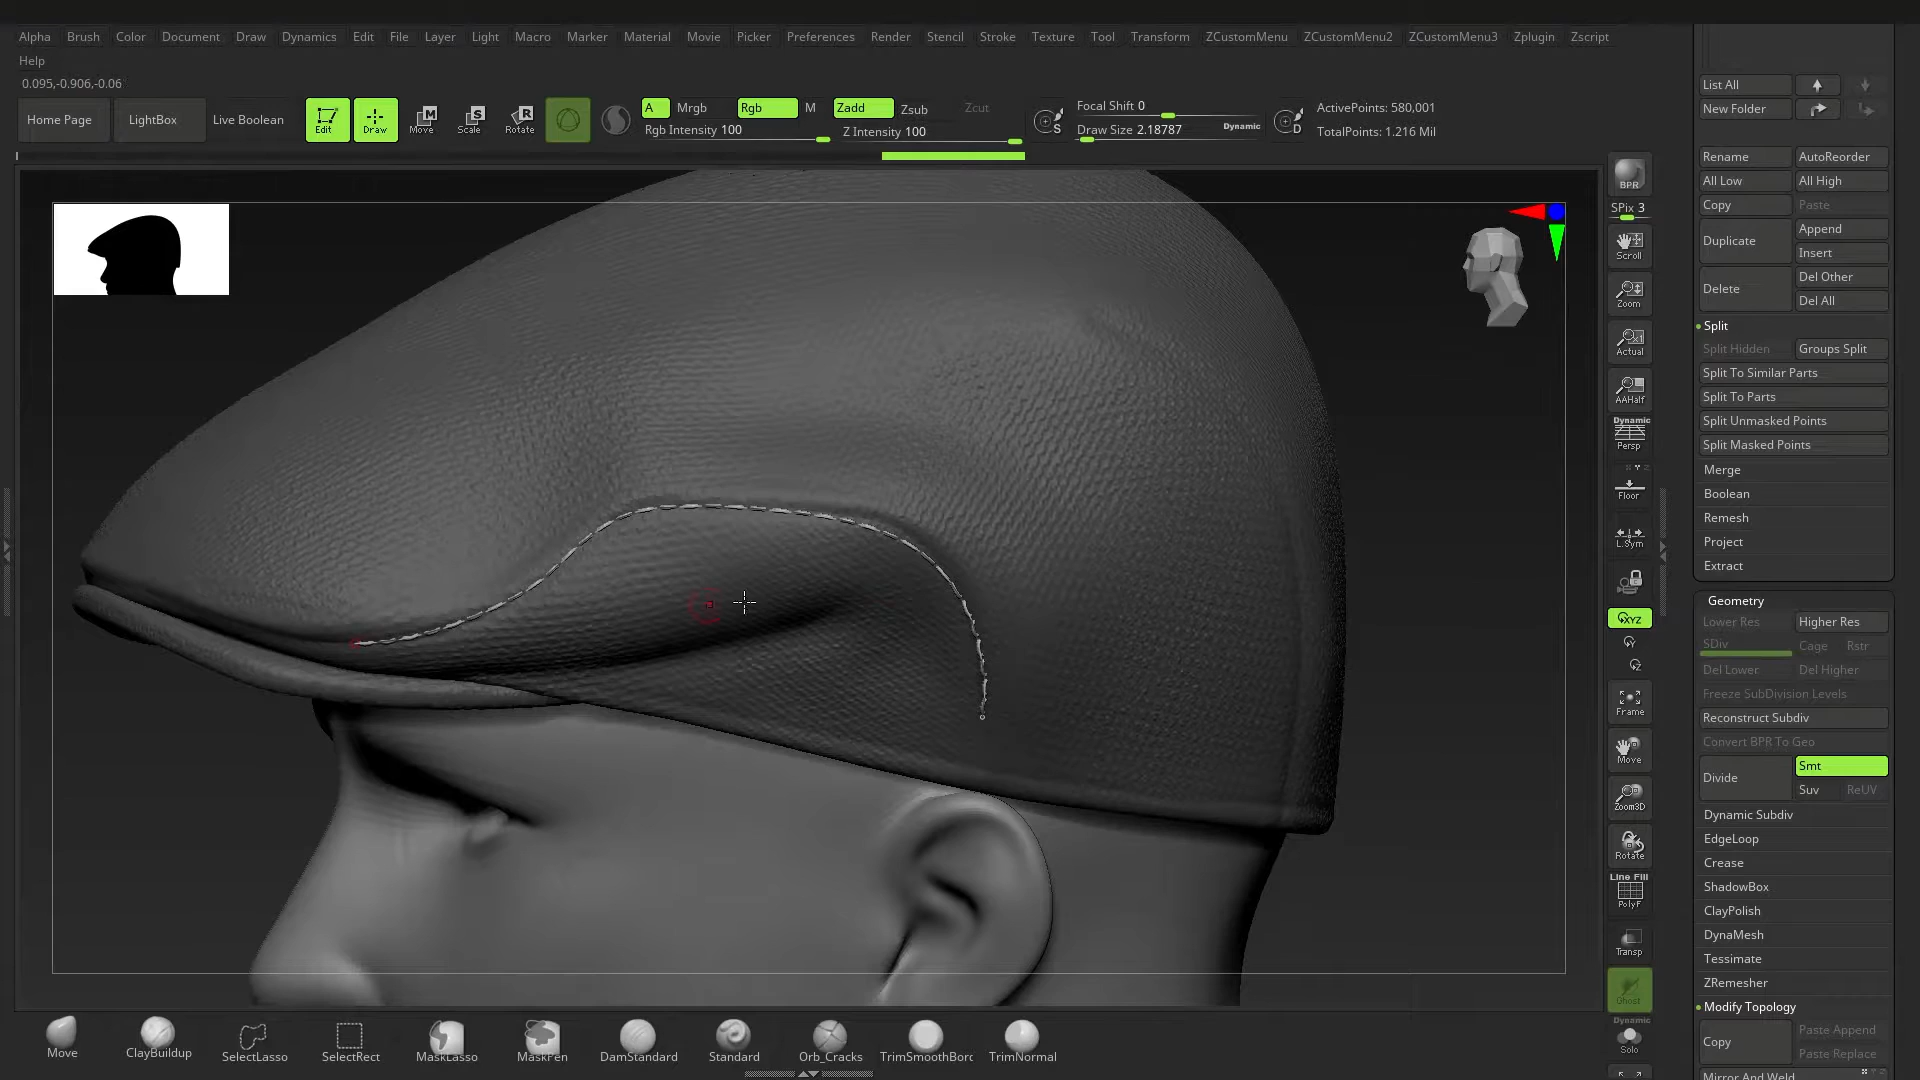 Alpha Brush Color Document Draw Dynamics Edit File Layer Light Macro Marker Material Movie Picker Preferences Render Stencil Stroke Texture Tool Transform ZCustomMenu ZCustomMenu2 ZCustomMenu3 Zplugin Zscript
Help
0.095,-0.906,-0.06
Home Page LightBox Live Boolean Edit Draw Move Scale Rotate
M S R
A Mrgb Rgb M Zadd Zsub Zcut
Rgb Intensity 100 Z Intensity 100
S Focal Shift 0
Draw Size 2.18787 Dynamic
D ActivePoints: 580,001
TotalPoints: 1.216 Mil
BPR
SPix 3
Scroll
Zoom
Actual
AAHalf
Dynamic
Persp
Floor
L.Sym
XYZ
Y
Z
Frame
Move
Zoom3D
Rotate
Line Fill
PolyF
Transp
Ghost
Dynamic
Solo
List All
New Folder
Rename AutoReorder
All Low All High
Copy Paste
Duplicate Append
Insert
Delete Del Other
Del All
Split
Split Hidden Groups Split
Split To Similar Parts
Split To Parts
Split Unmasked Points
Split Masked Points
Merge
Boolean
Remesh
Project
Extract
Geometry
Lower Res Higher Res
SDiv Cage Rstr
Del Lower Del Higher
Freeze SubDivision Levels
Reconstruct Subdiv
Convert BPR To Geo
Divide Smt
Suv ReUV
Dynamic Subdiv
EdgeLoop
Crease
ShadowBox
ClayPolish
DynaMesh
Tessimate
ZRemesher
Modify Topology
Copy Paste Append
Paste Replace
Mirror And Weld
Move ClayBuildup SelectLasso SelectRect MaskLasso MaskPen DamStandard Standard Orb_Cracks TrimSmoothBorc TrimNormal